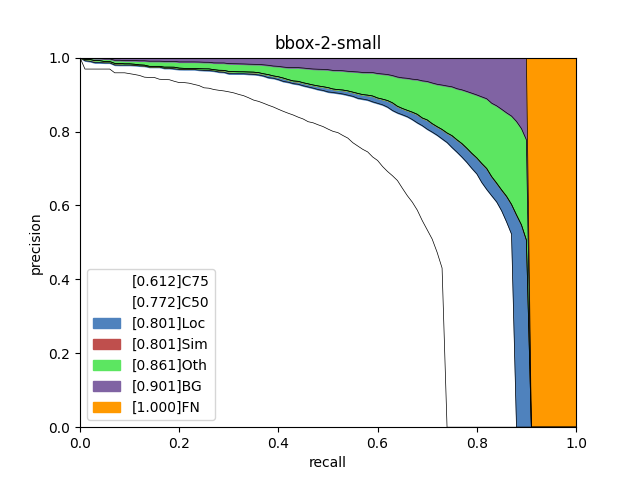 bbox-2-small
1.0
0.8
0.6
0.4
0.2
0.0
precision
[0.612]C75
[0.772]C50
[0.801]Loc
[0.801]Sim
[0.861]Oth
[0.901]BG
[1.000]FN
0.0 0.2 0.4 0.6 0.8 1.0
recall